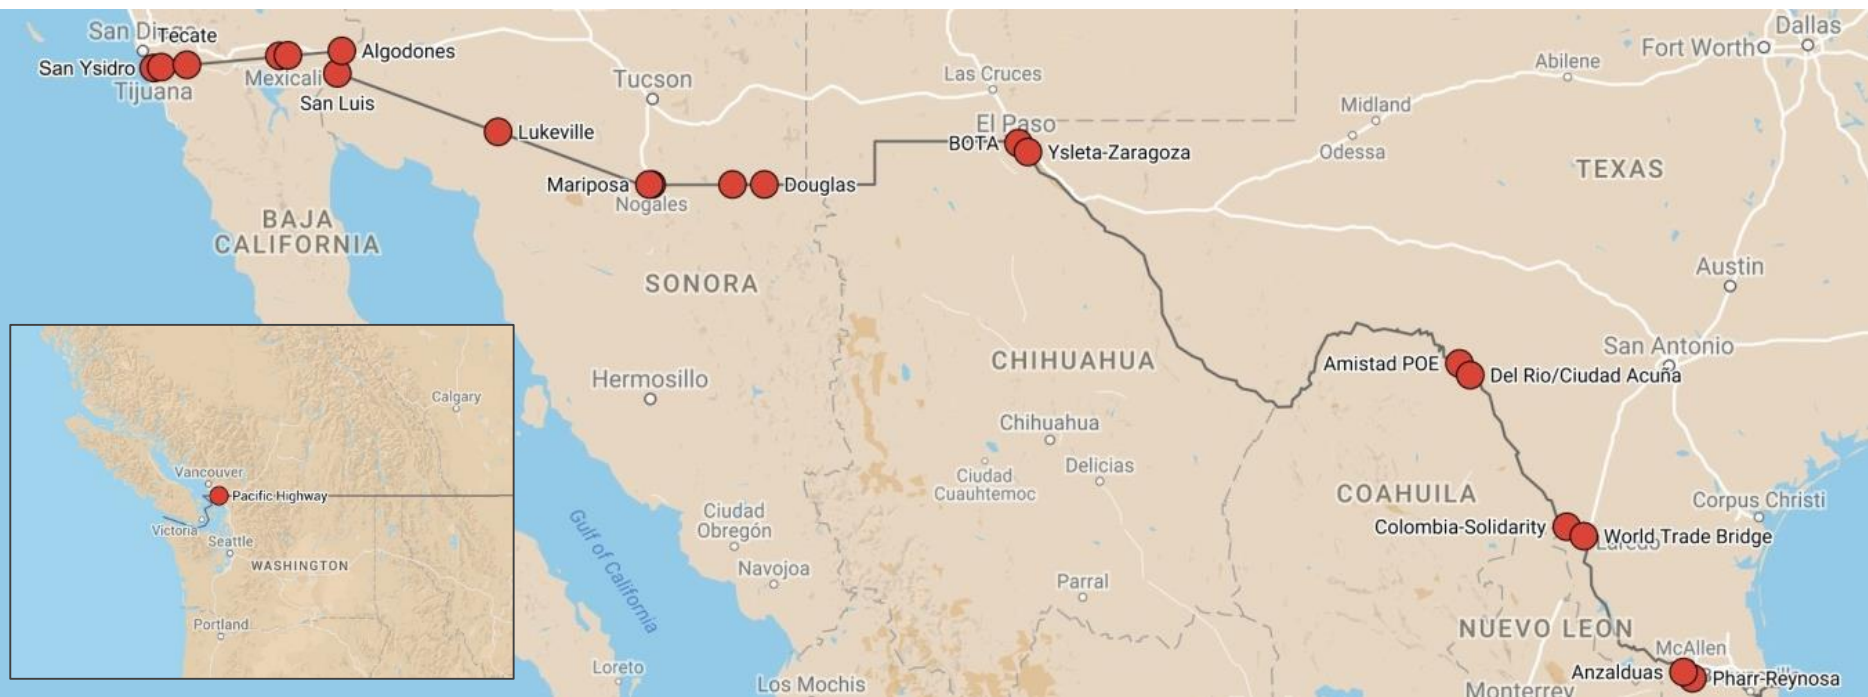 San Diego
Tecate
San Ysidro
Tijuana
Mexicali
Algodones
San Luis
Lukeville
Tucson
Mariposa
Nogales
Douglas
Las Cruces
El Paso
BOTA
Ysleta-Zaragoza
Abilene
Fort Worth
Dallas
Midland
Odessa
TEXAS
Austin
San Antonio
BAJA
CALIFORNIA
SONORA
Hermosillo
CHIHUAHUA
Chihuahua
Delicias
Ciudad
Cuauhtemoc
Amistad POE
Del Rio/Ciudad Acuña
COAHUILA
Corpus Christi
Colombia-Solidarity
World Trade Bridge
Laredo
Ciudad
Obregón
Navojoa
Gulf of California
Parral
NUEVO LEON
McAllen
Anzalduas
Pharr-Reynosa
Monterrey
Loreto
Los Mochis
Calgary
Vancouver
Pacific Highway
Victoria
Seattle
WASHINGTON
Portland